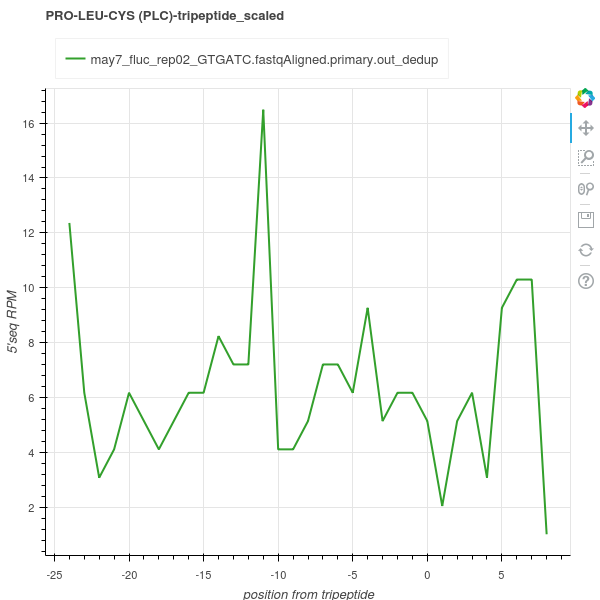 PRO-LEU-CYS (PLC)-tripeptide_scaled
may7_fluc_rep02_GTGATC.fastqAligned.primary.out_dedup
16
14
12
10
8
6
4
2
5'seq RPM
-25 -20 -15 -10 -5 0 5
position from tripeptide